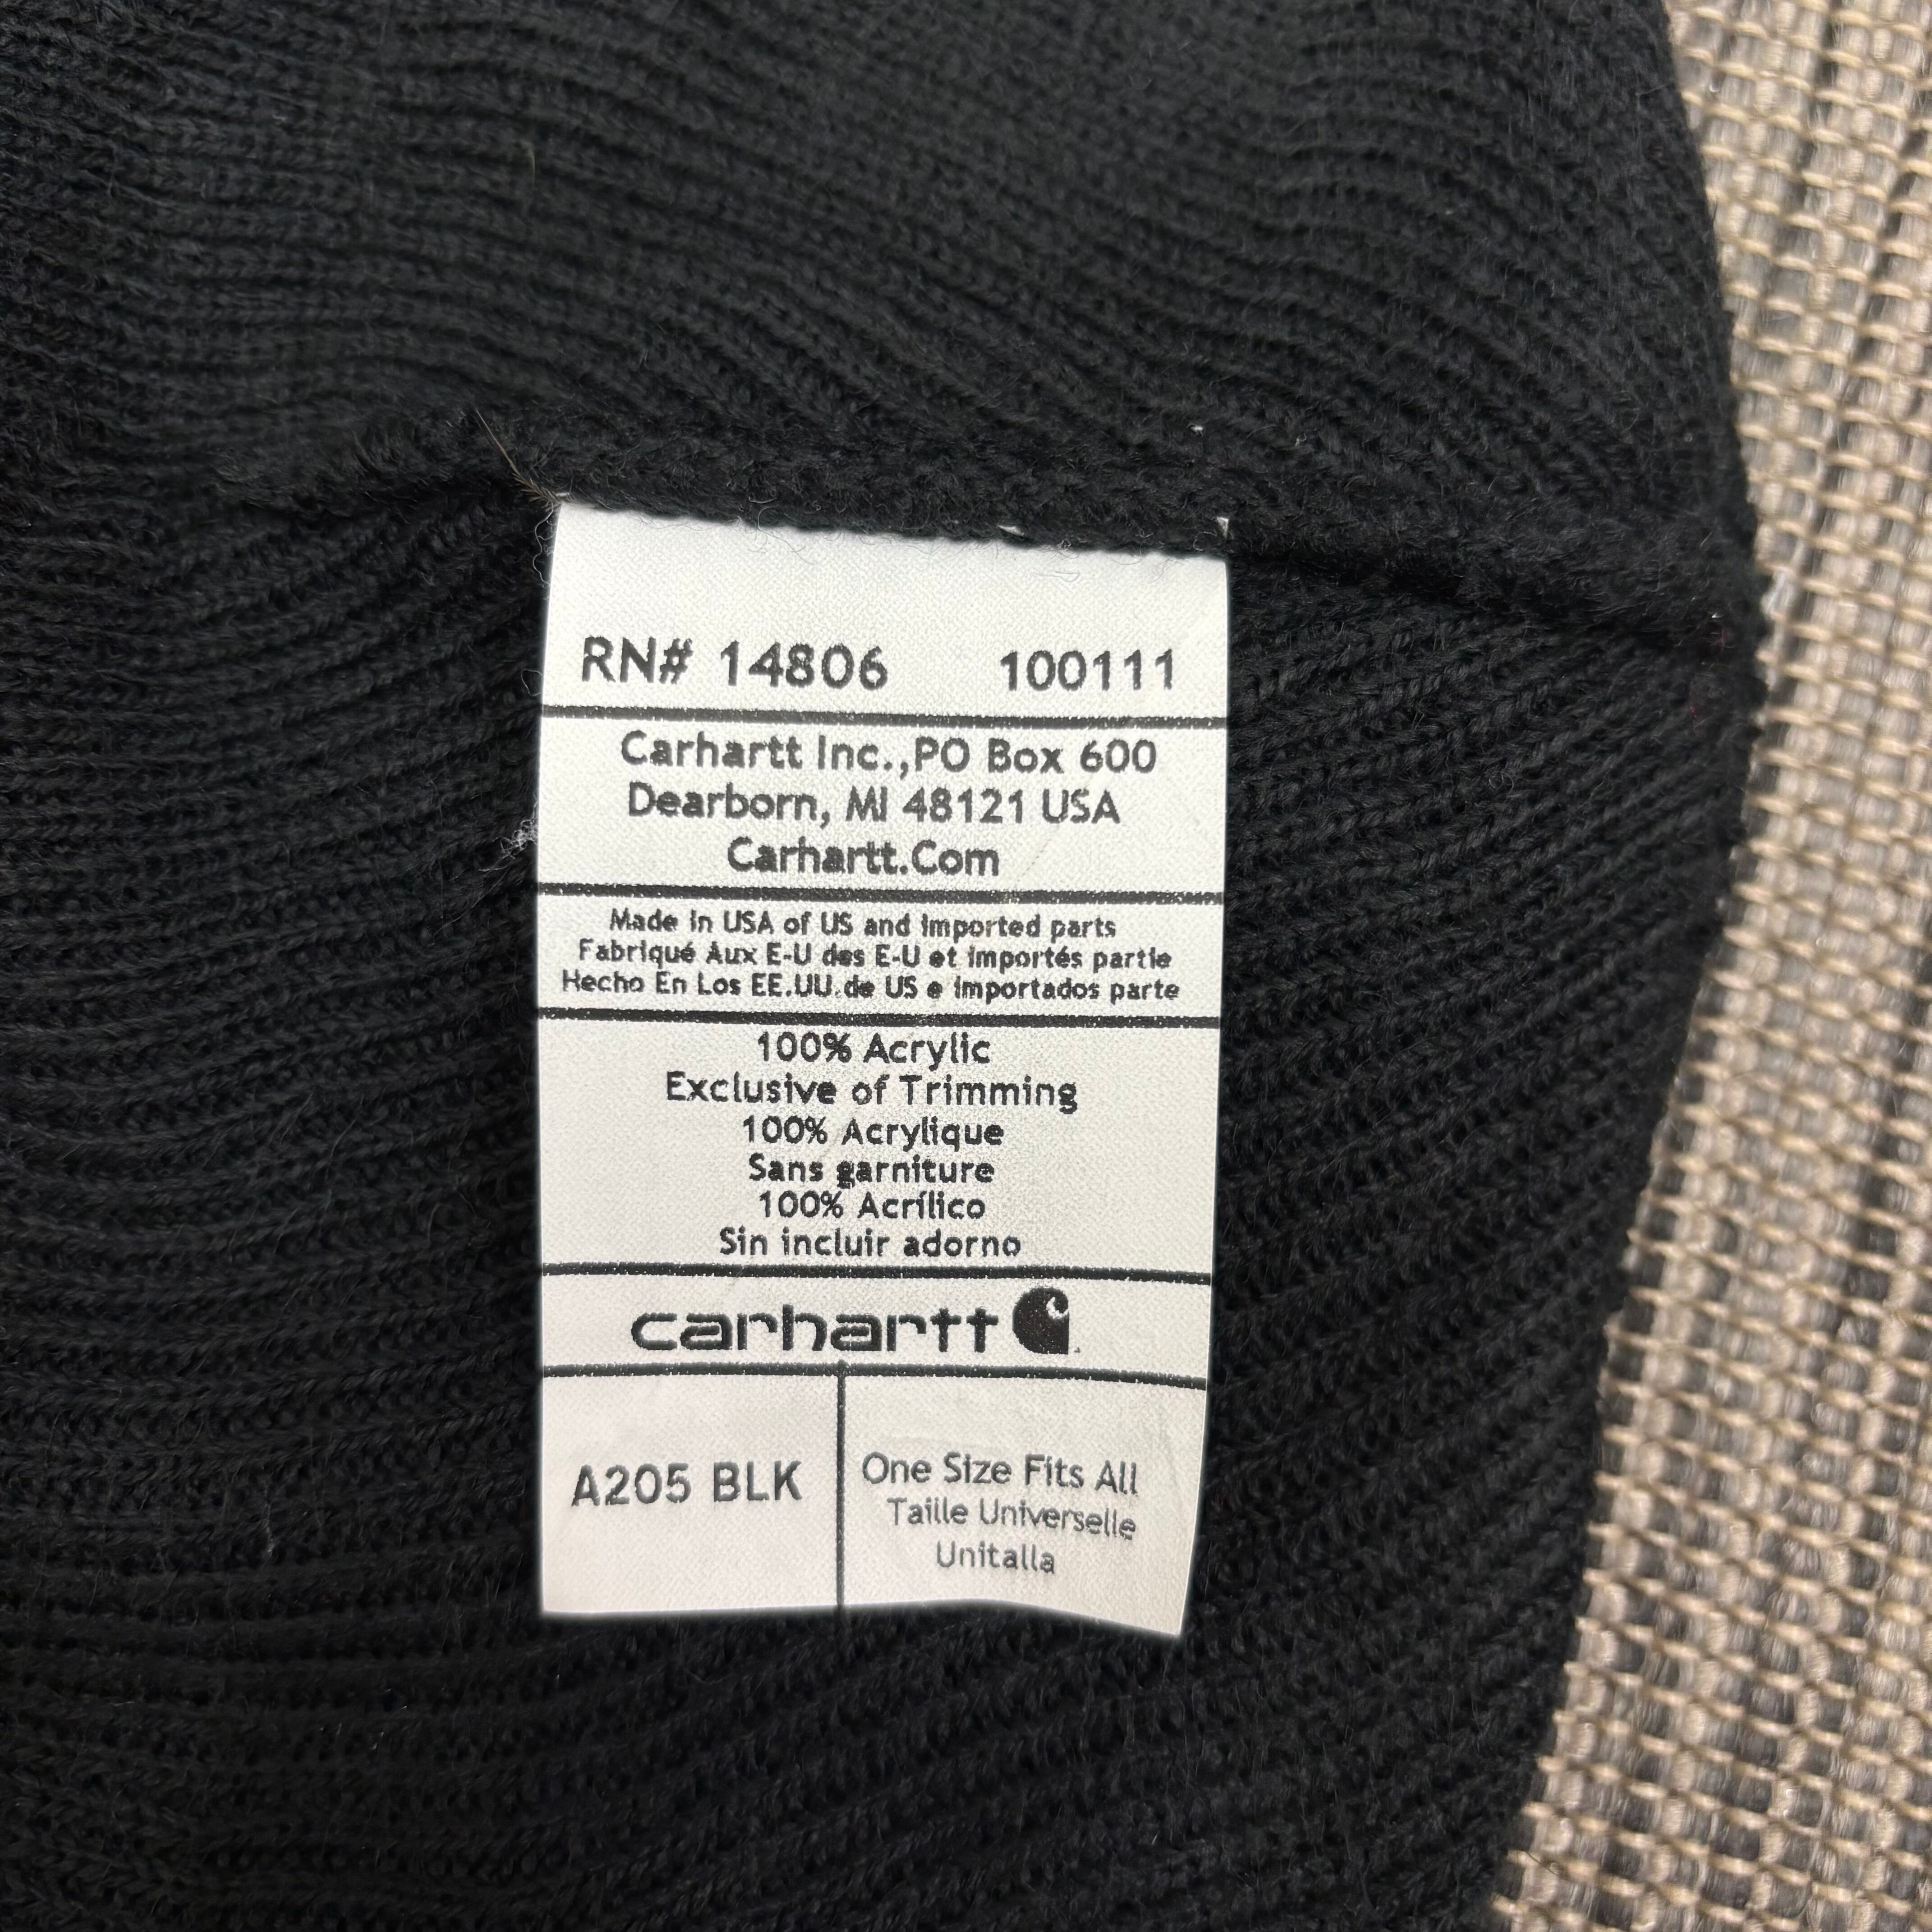 RN# 14806 100111
Carhartt Inc.,PO Box 600
Dearborn, MI 48121 USA
Carhartt.Com
Made in USA of US and imported parts
Fabriqué Aux E-U des E-U et importés partie
Hecho En Los EE.UU.de US e importados parte
100% Acrylic
Exclusive of Trimming
100% Acrylique
Sans garniture
100% Acrílico
Sin incluir adorno
carhartt
A205 BLK
One Size Fits All
Taille Universelle
Unitalla